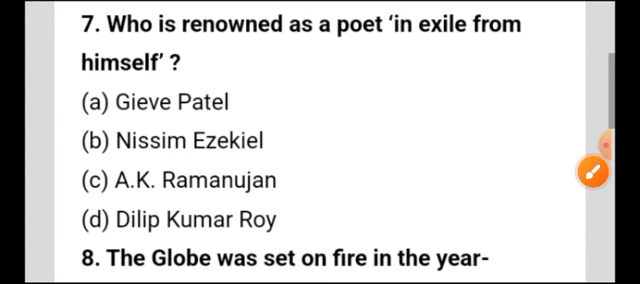 7. Who is renowned as a poet ‘in exile from
himself’ ?
(a) Gieve Patel
(b) Nissim Ezekiel
(c) A.K. Ramanujan
(d) Dilip Kumar Roy
8. The Globe was set on fire in the year-